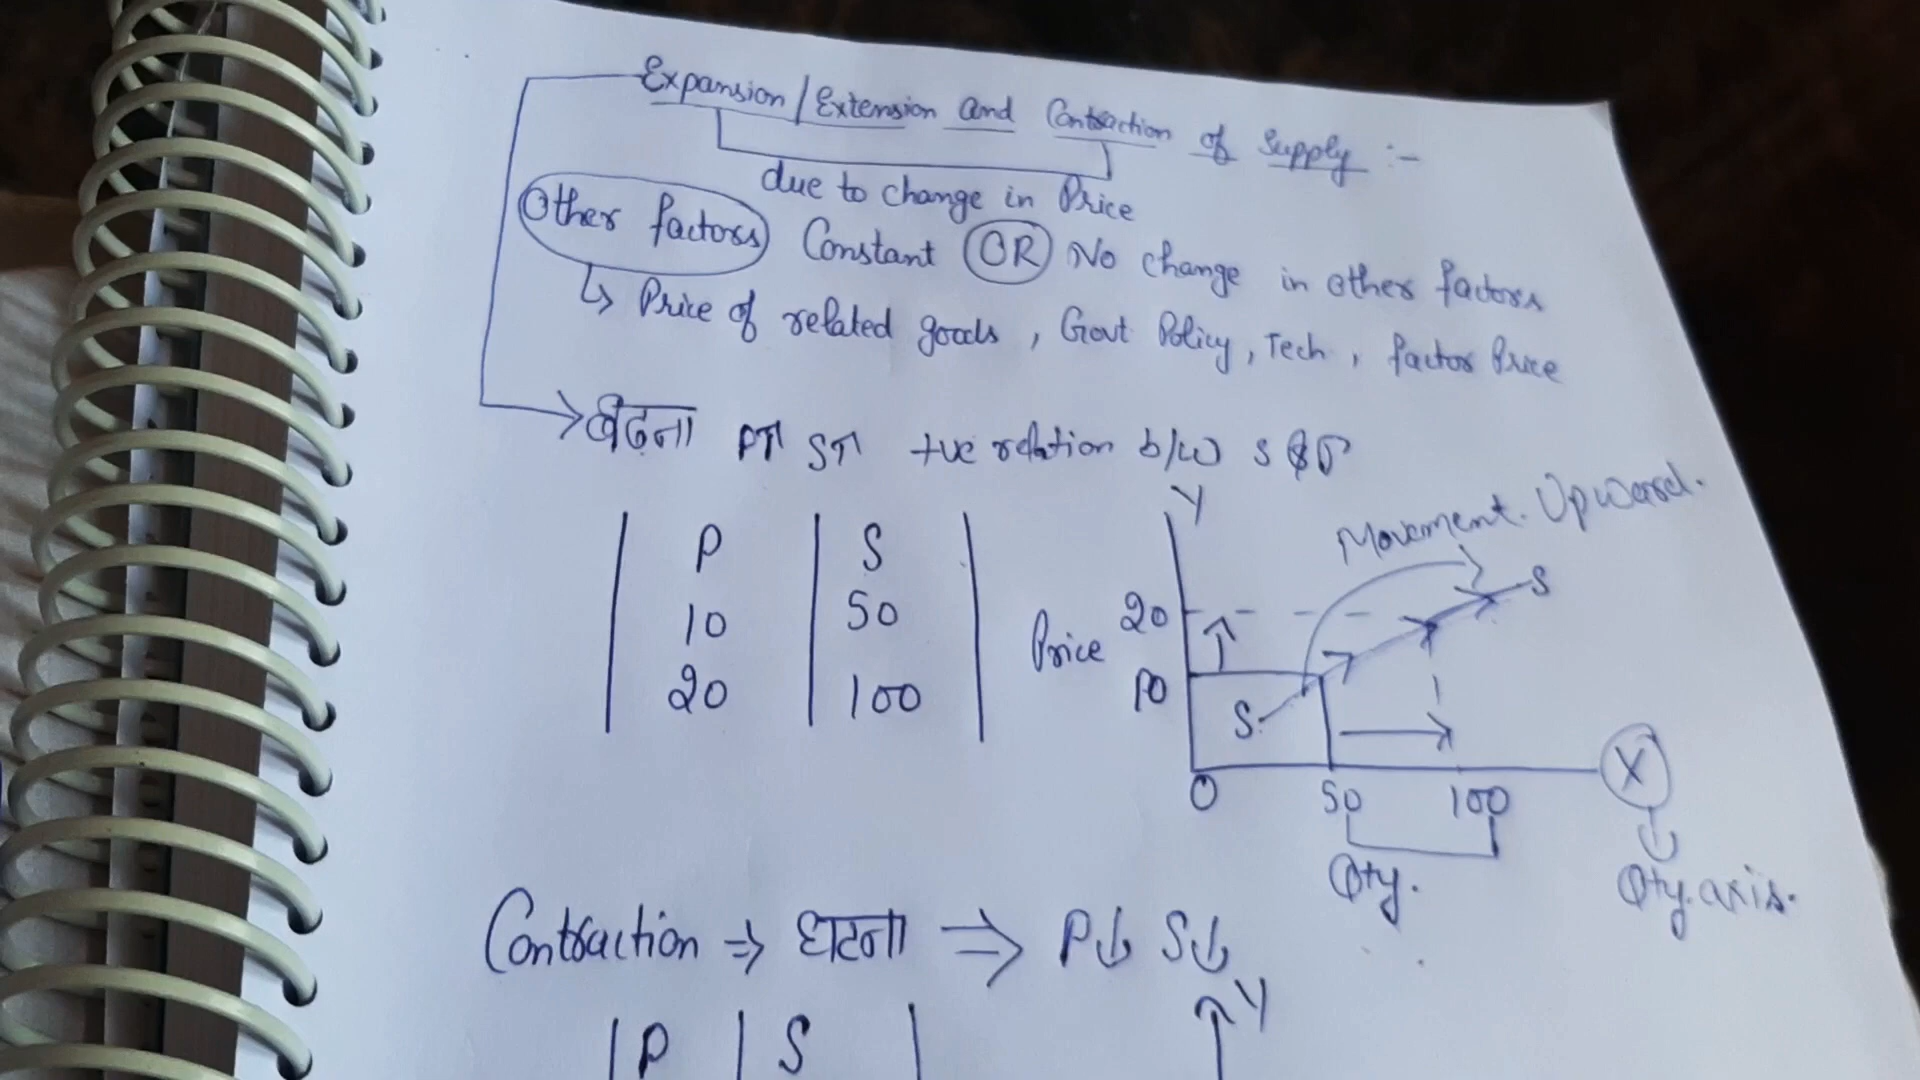 Expansion/Extension and Contraction of Supply :-
due to change in Price
Other factors Constant OR No change in other factors
↳ Price of related goods, Govt Policy, Tech, factor Price
→ बढ़ना P↑ S↑ +ve relation b/w S & P
P S
10 50
20 100
Y
Movement Upward.
S
20
Price
10
S
O 50 100 X
Qty. Qty. axis.
Contraction ⇒ घटना ⇒ P↓ S↓
P S
Y